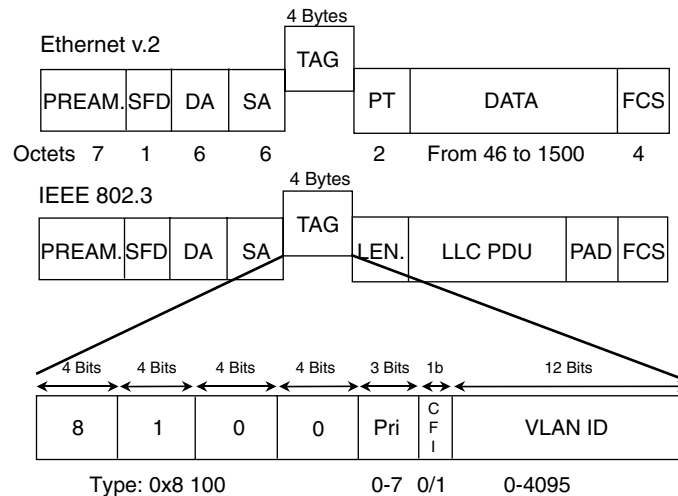 4 Bytes
Ethernet v.2
TAG
PREAM. SFD DA SA PT DATA FCS
Octets 7 1 6 6 2 From 46 to 1500 4
4 Bytes
IEEE 802.3
TAG
PREAM. SFD DA SA LEN. LLC PDU PAD FCS
4 Bits 4 Bits 4 Bits 4 Bits 3 Bits 1b 12 Bits
8 1 0 0 Pri CFI VLAN ID
Type: 0x8 100 0-7 0/1 0-4095